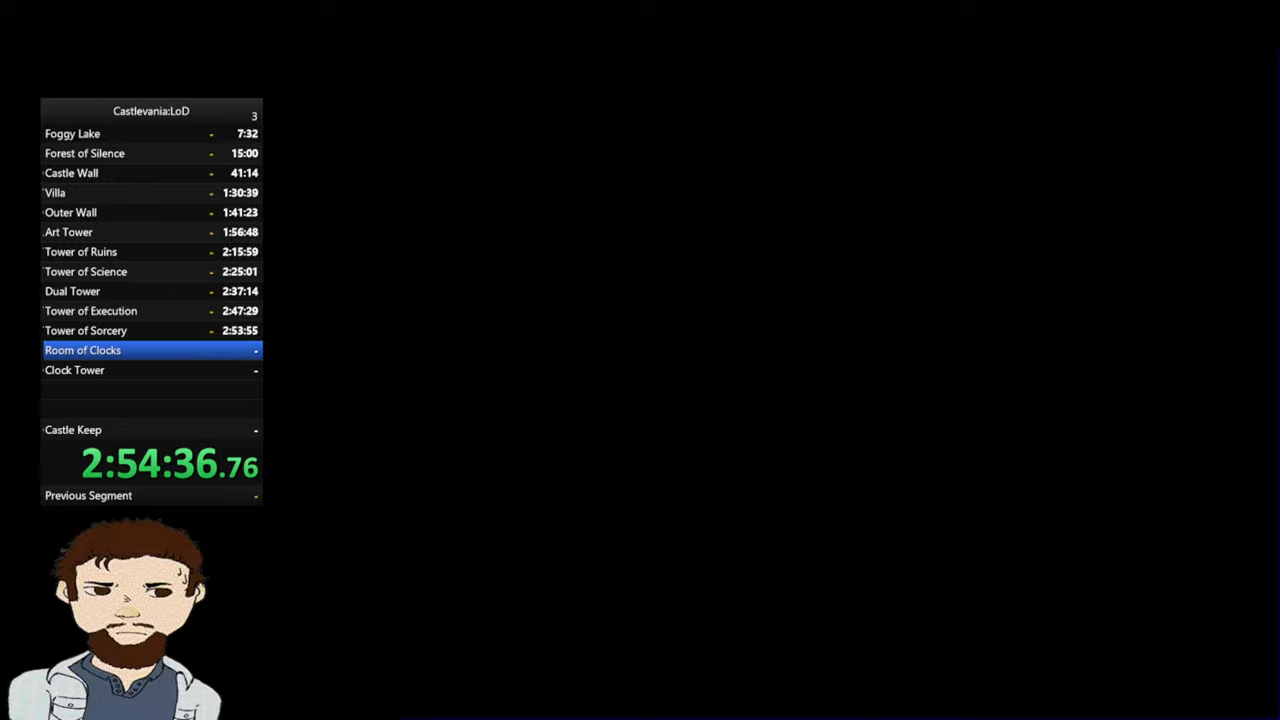 Castlevania:LoD
3
Foggy Lake - 7:32
Forest of Silence - 15:00
Castle Wall - 41:14
Villa - 1:30:39
Outer Wall - 1:41:23
Art Tower - 1:56:48
Tower of Ruins - 2:15:59
Tower of Science - 2:25:01
Dual Tower - 2:37:14
Tower of Execution - 2:47:29
Tower of Sorcery - 2:53:55
Room of Clocks -
Clock Tower -
Castle Keep -
2:54:36.76
Previous Segment -